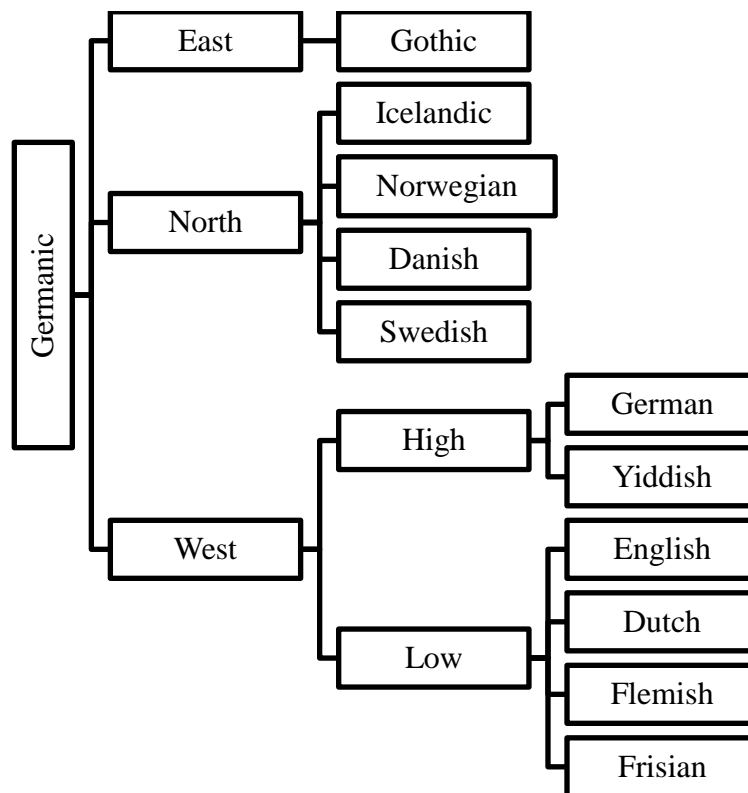 Germanic
East
Gothic
North
Icelandic
Norwegian
Danish
Swedish
West
High
German
Yiddish
Low
English
Dutch
Flemish
Frisian